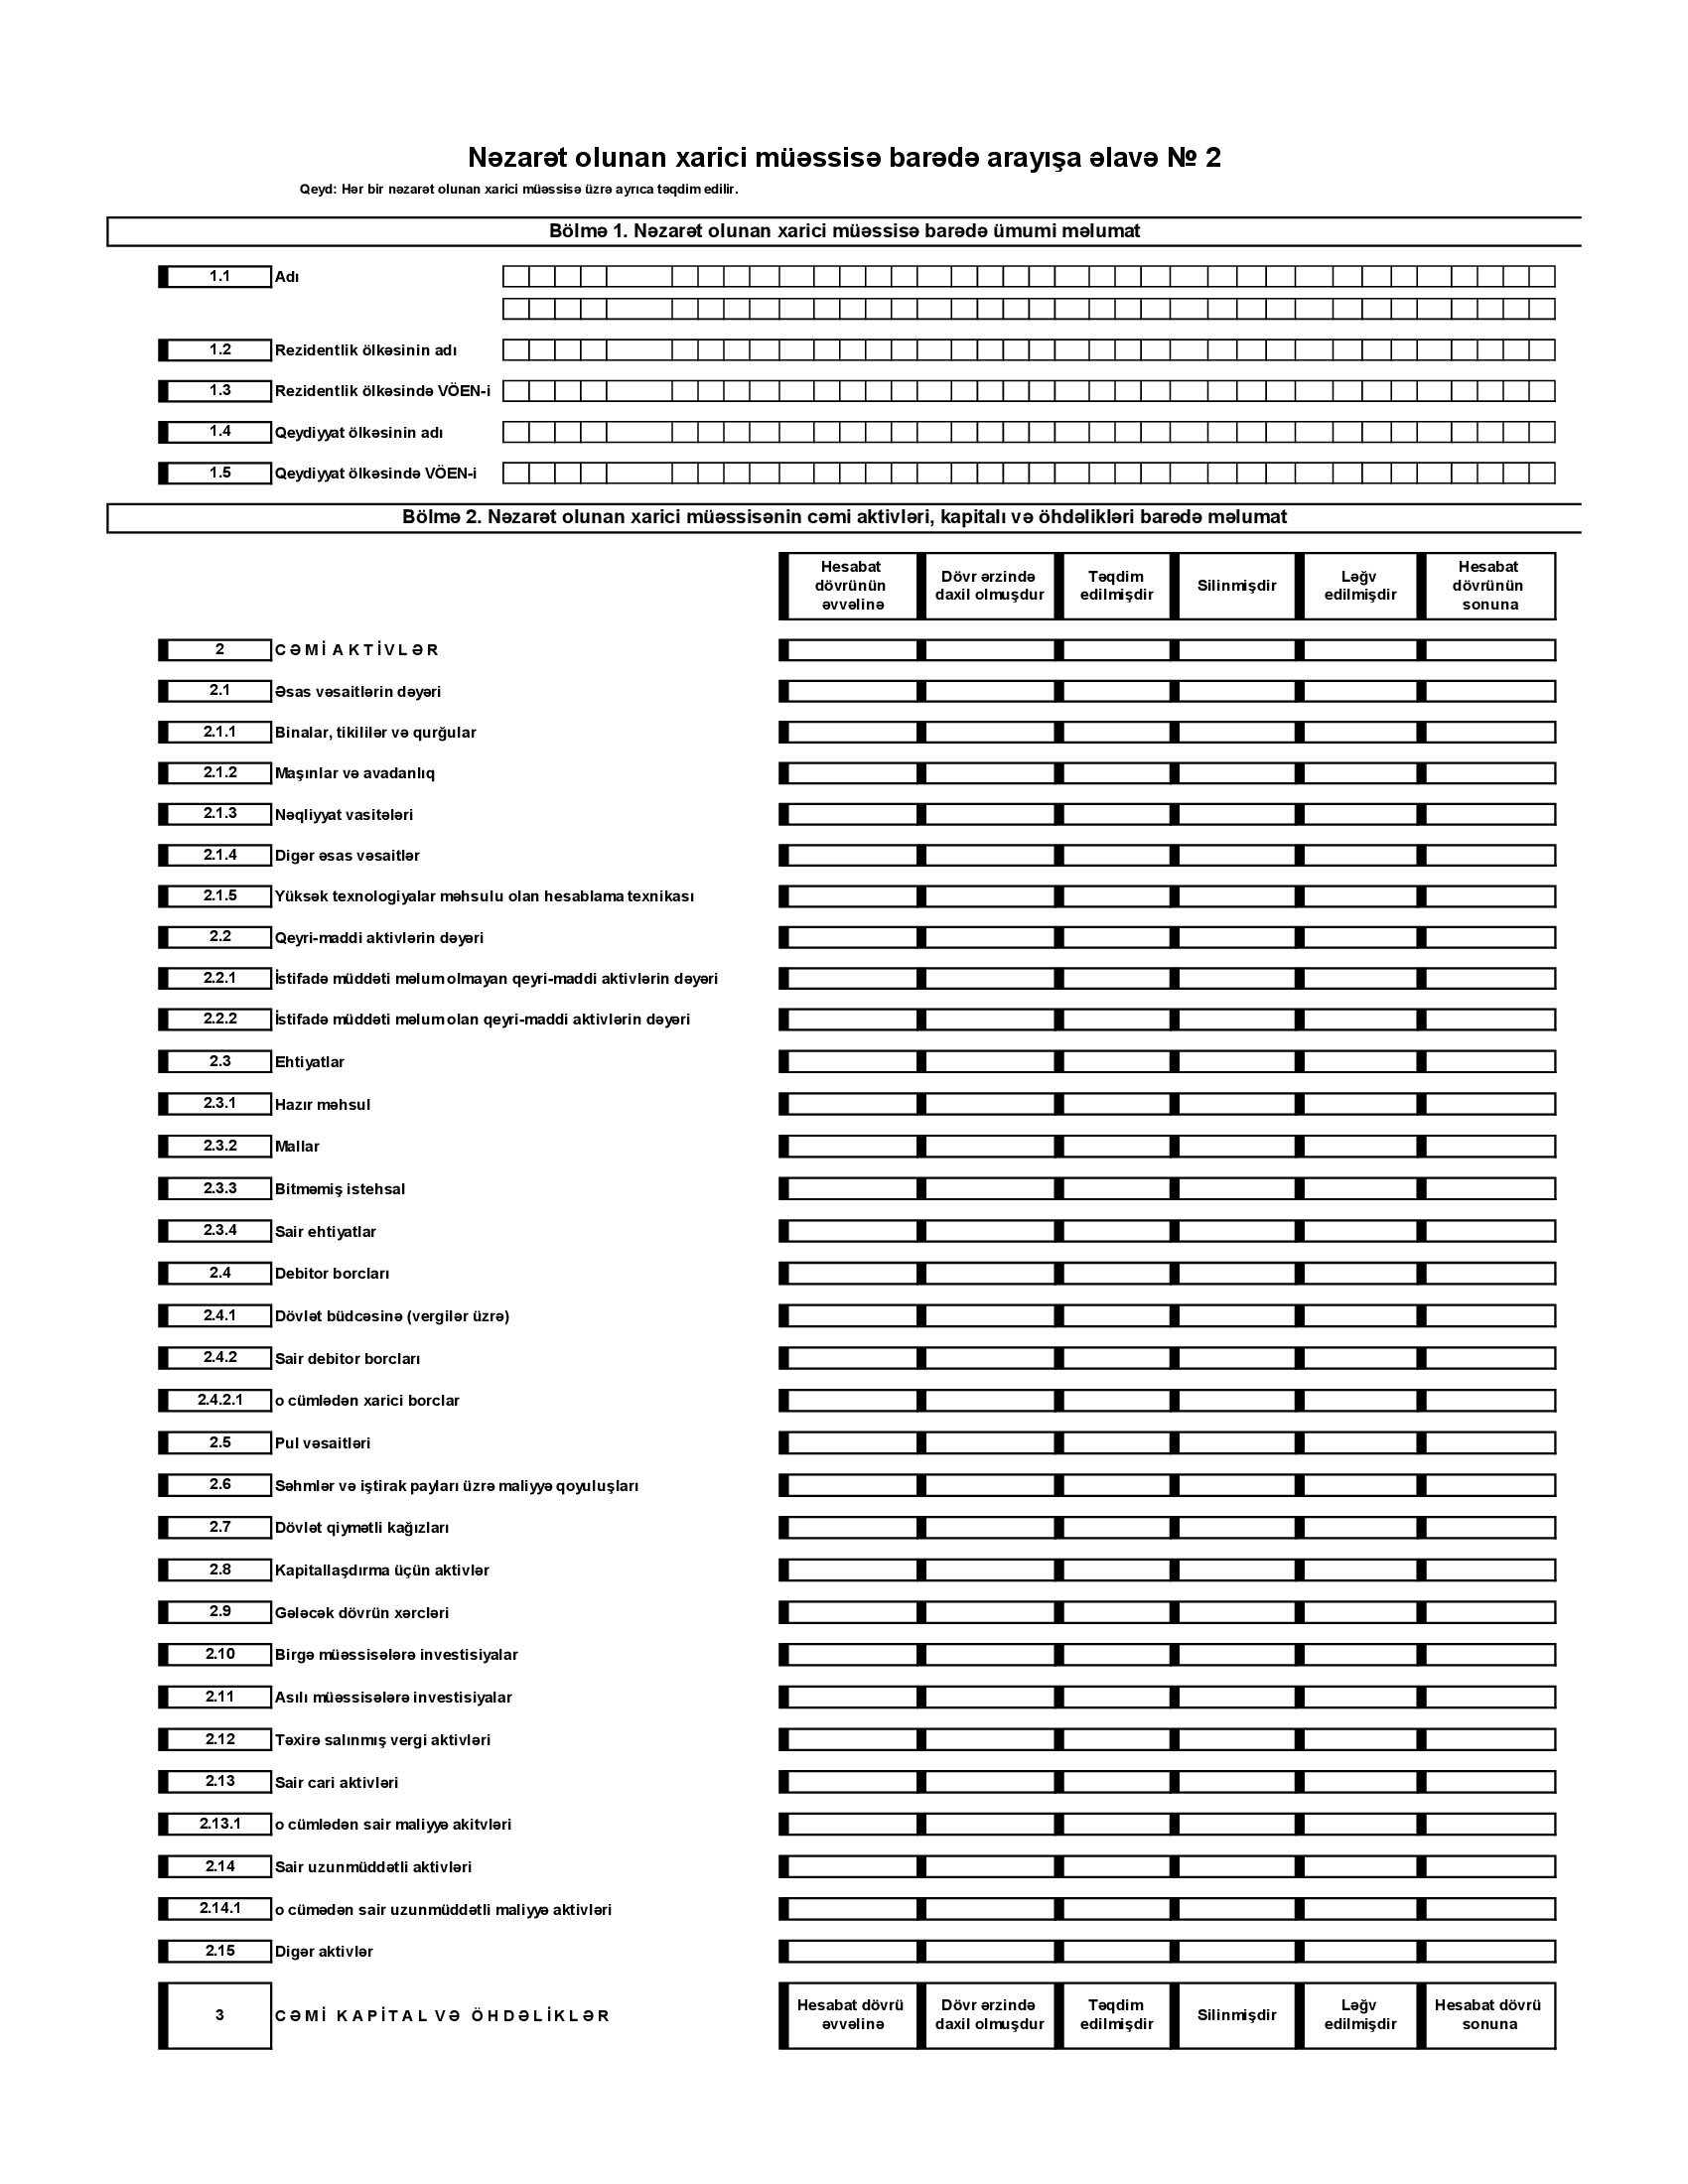 Nəzarət olunan xarici müəssisə barədə arayışa əlavə № 2
Qeyd: Hər bir nəzarət olunan xarici müəssisə üzrə ayrıca təqdim edilir.
Bölmə 1. Nəzarət olunan xarici müəssisə barədə ümumi məlumat
1.1 Adı
1.2 Rezidentlik ölkəsinin adı
1.3 Rezidentlik ölkəsində VÖEN-i
1.4 Qeydiyyat ölkəsinin adı
1.5 Qeydiyyat ölkəsində VÖEN-i
Bölmə 2. Nəzarət olunan xarici müəssisənin cəmi aktivləri, kapitalı və öhdəlikləri barədə məlumat
Hesabat dövrünün əvvəlinə Dövr ərzində daxil olmuşdur Təqdim edilmişdir Silinmişdir Ləğv edilmişdir Hesabat dövrünün sonuna
2 CƏMİ AKTİVLƏR
2.1 Əsas vəsaitlərin dəyəri
2.1.1 Binalar, tikililər və qurğular
2.1.2 Maşınlar və avadanlıq
2.1.3 Nəqliyyat vasitələri
2.1.4 Digər əsas vəsaitlər
2.1.5 Yüksək texnologiyalar məhsulu olan hesablama texnikası
2.2 Qeyri-maddi aktivlərin dəyəri
2.2.1 İstifadə müddəti məlum olmayan qeyri-maddi aktivlərin dəyəri
2.2.2 İstifadə müddəti məlum olan qeyri-maddi aktivlərin dəyəri
2.3 Ehtiyatlar
2.3.1 Hazır məhsul
2.3.2 Mallar
2.3.3 Bitməmiş istehsal
2.3.4 Sair ehtiyatlar
2.4 Debitor borcları
2.4.1 Dövlət büdcəsinə (vergilər üzrə)
2.4.2 Sair debitor borcları
2.4.2.1 o cümlədən xarici borclar
2.5 Pul vəsaitləri
2.6 Səhmlər və iştirak payları üzrə maliyyə qoyuluşları
2.7 Dövlət qiymətli kağızları
2.8 Kapitallaşdırma üçün aktivlər
2.9 Gələcək dövrün xərcləri
2.10 Birgə müəssisələrə investisiyalar
2.11 Asılı müəssisələrə investisiyalar
2.12 Təxirə salınmış vergi aktivləri
2.13 Sair cari aktivləri
2.13.1 o cümlədən sair maliyyə akitvləri
2.14 Sair uzunmüddətli aktivləri
2.14.1 o cümədən sair uzunmüddətli maliyyə aktivləri
2.15 Digər aktivlər
3 CƏMİ KAPİTAL VƏ ÖHDƏLİKLƏR Hesabat dövrü əvvəlinə Dövr ərzində daxil olmuşdur Təqdim edilmişdir Silinmişdir Ləğv edilmişdir Hesabat dövrü sonuna